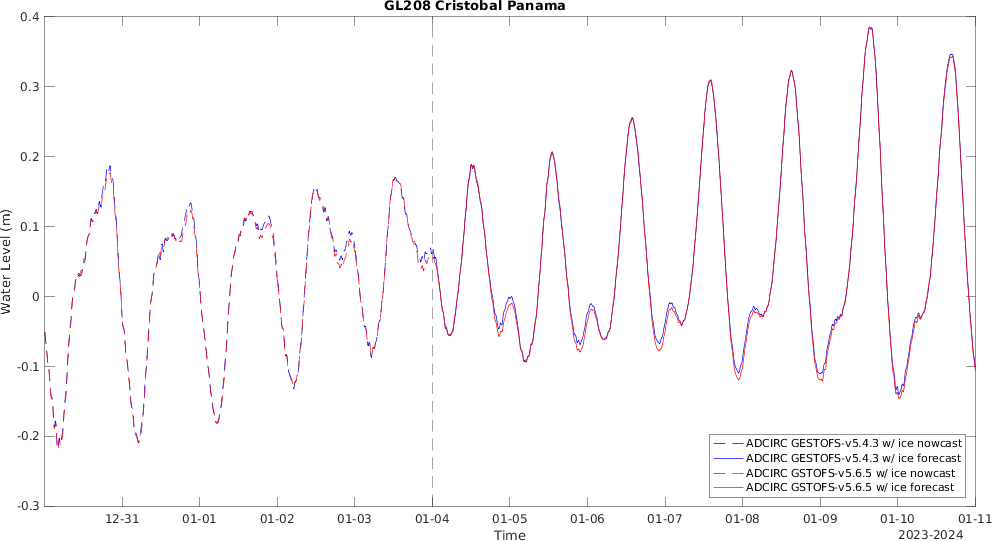 GL208 Cristobal Panama
0.4
0.3
0.2
0.1
0
-0.1
-0.2
-0.3
Water Level (m)
ADCIRC GESTOFS-v5.4.3 w/ ice nowcast
ADCIRC GESTOFS-v5.4.3 w/ ice forecast
ADCIRC GSTOFS-v5.6.5 w/ ice nowcast
ADCIRC GSTOFS-v5.6.5 w/ ice forecast
12-31 01-01 01-02 01-03 01-04 01-05 01-06 01-07 01-08 01-09 01-10 01-11
Time
2023-2024